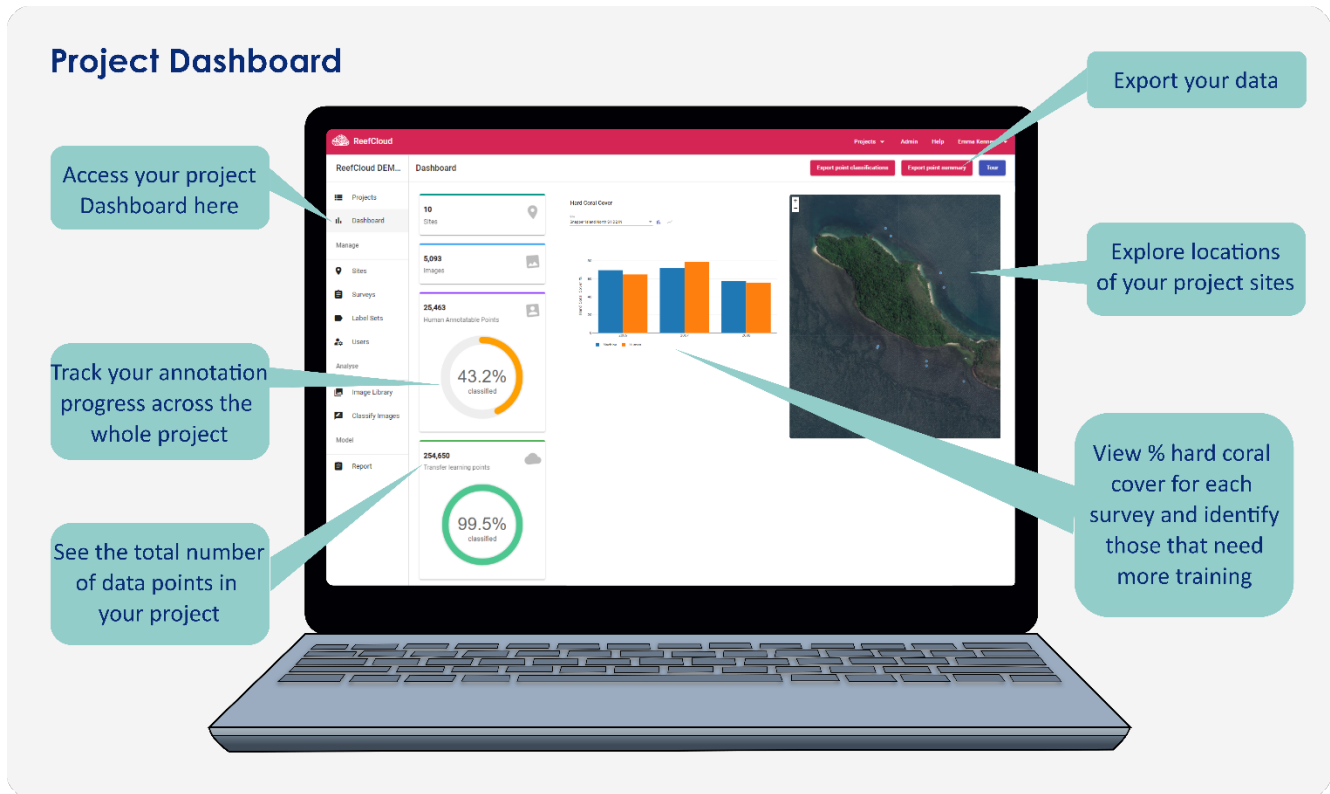 Project Dashboard
Export your data
Access your project
Dashboard here
Explore locations
of your project sites
Track your annotation
progress across the
whole project
View % hard coral
cover for each
survey and identify
those that need
more training
See the total number
of data points in
your project
ReefCloud
Projects
Admin
Help
ReefCloud DEM...
Dashboard
Export point classifications
Export point summary
Tour
Projects
Dashboard
Manage
Sites
Surveys
Label Sets
Users
Analyse
Image Library
Classify Images
Model
Report
10
Sites
5,093
Images
25,463
Human Annotatable Points
43.2%
classified
254,650
Transfer learning points
99.5%
classified
Hard Coral Cover